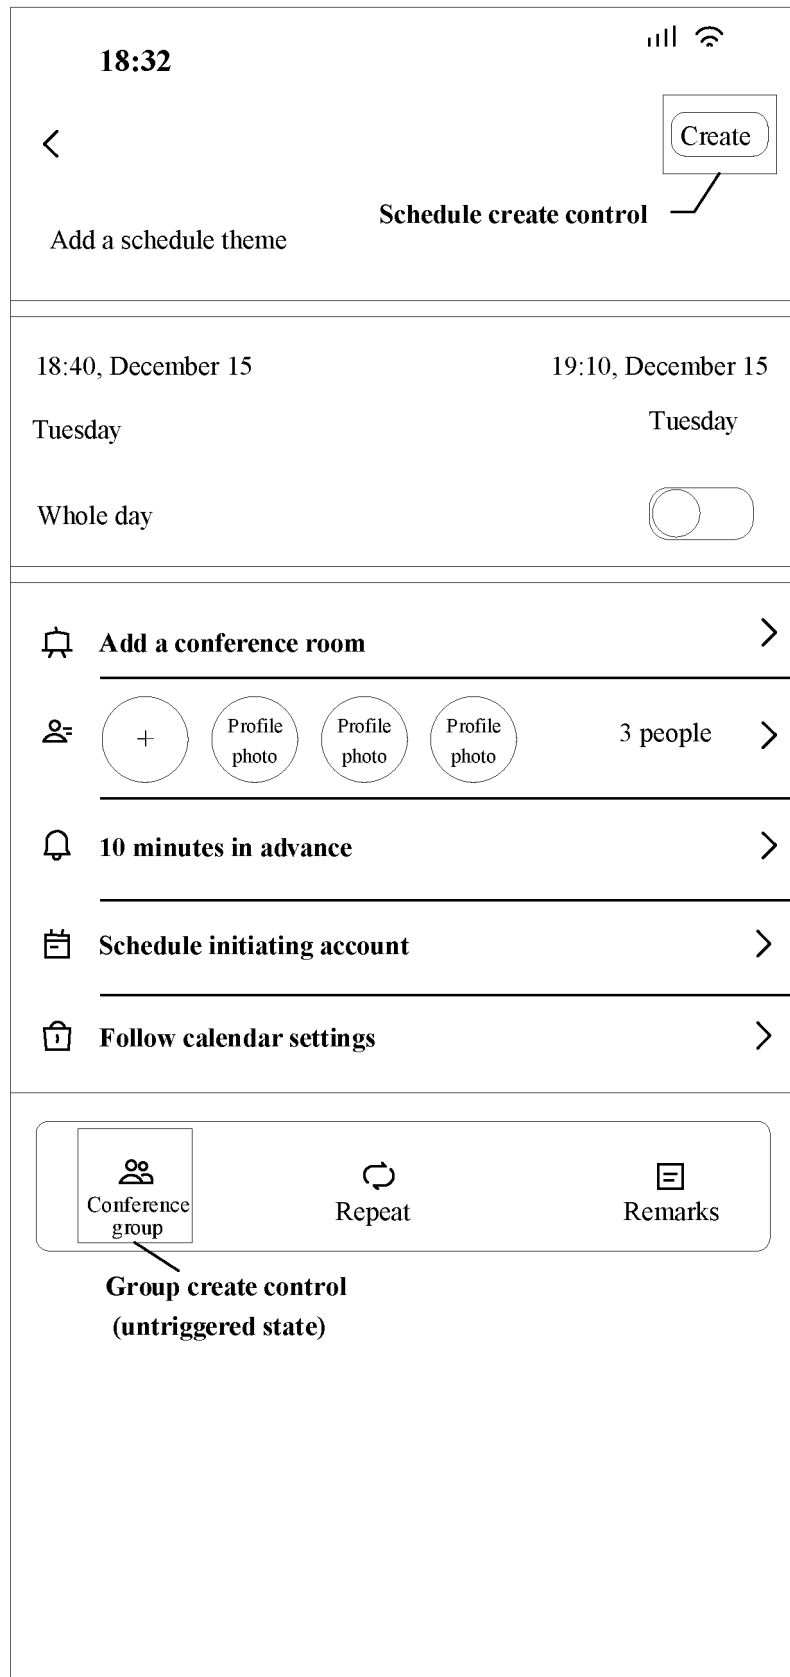 18:32
Create
Schedule create control
Add a schedule theme
18:40, December 15
19:10, December 15
Tuesday
Tuesday
Whole day
Add a conference room
+
Profile
photo
Profile
photo
Profile
photo
3 people
10 minutes in advance
Schedule initiating account
Follow calendar settings
Conference
group
Repeat
Remarks
Group create control
(untriggered state)